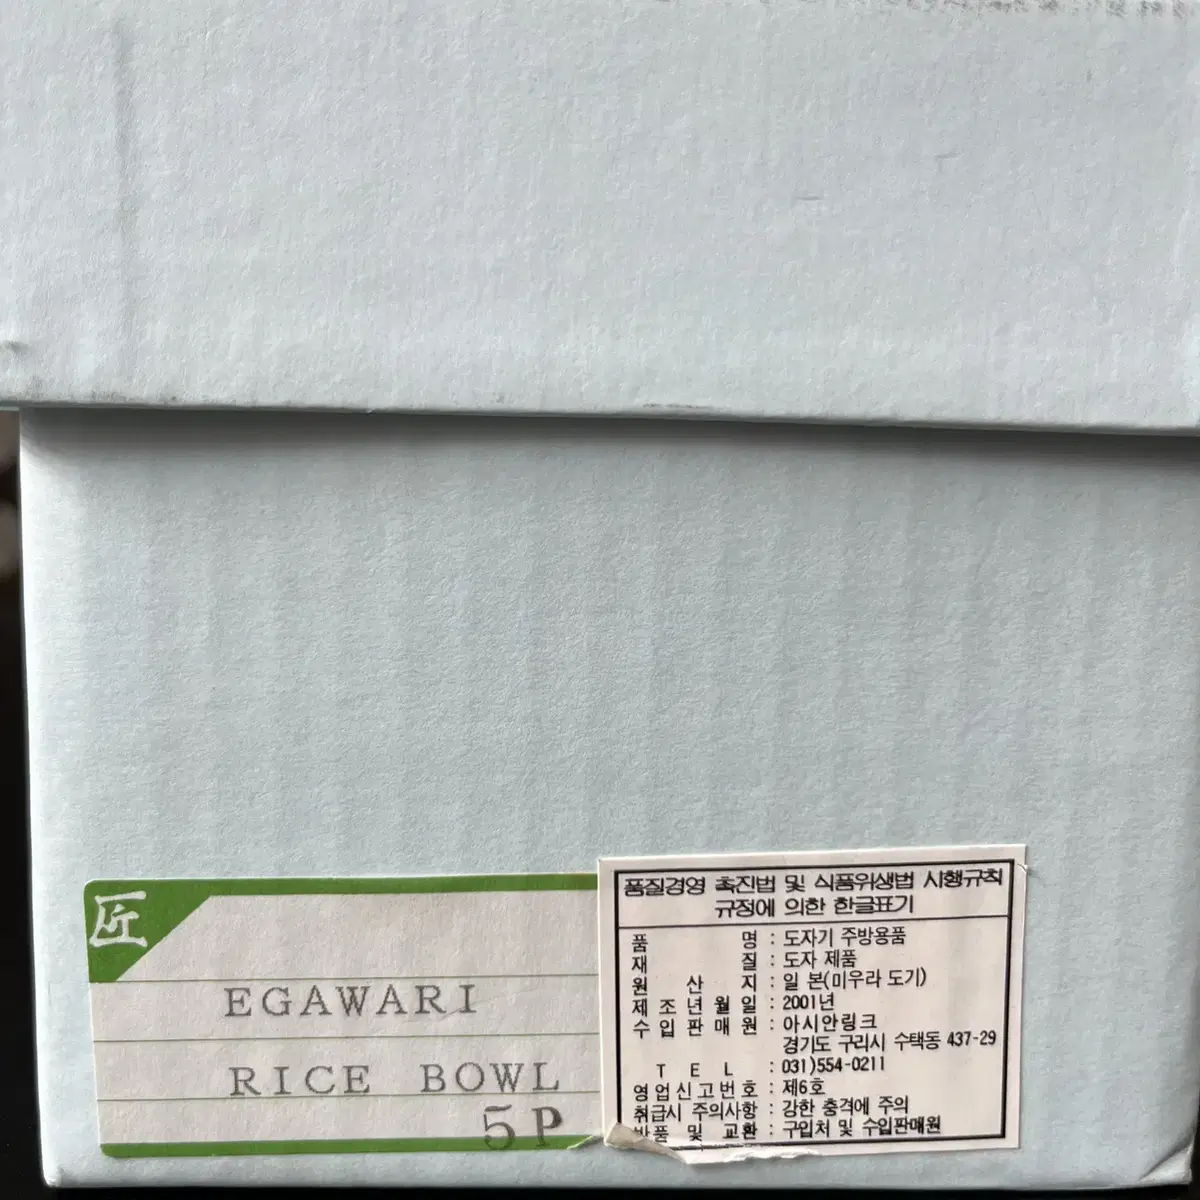 匠
EGAWARI
RICE BOWL
5P
품질경영 촉진법 및 식품위생법 시행규칙
규정에 의한 한글표기
품 명 : 도자기 주방용품
재 질 : 도자 제품
원 산 지 : 일 본(미우라 도기)
제 조 년 월 일 : 2001년
수 입 판 매 원 : 아시안링크
경기도 구리시 수택동 437-29
T E L : 031)554-0211
영업신고번호 : 제6호
취급시 주의사항 : 강한 충격에 주의
반품 및 교환 : 구입처 및 수입판매원